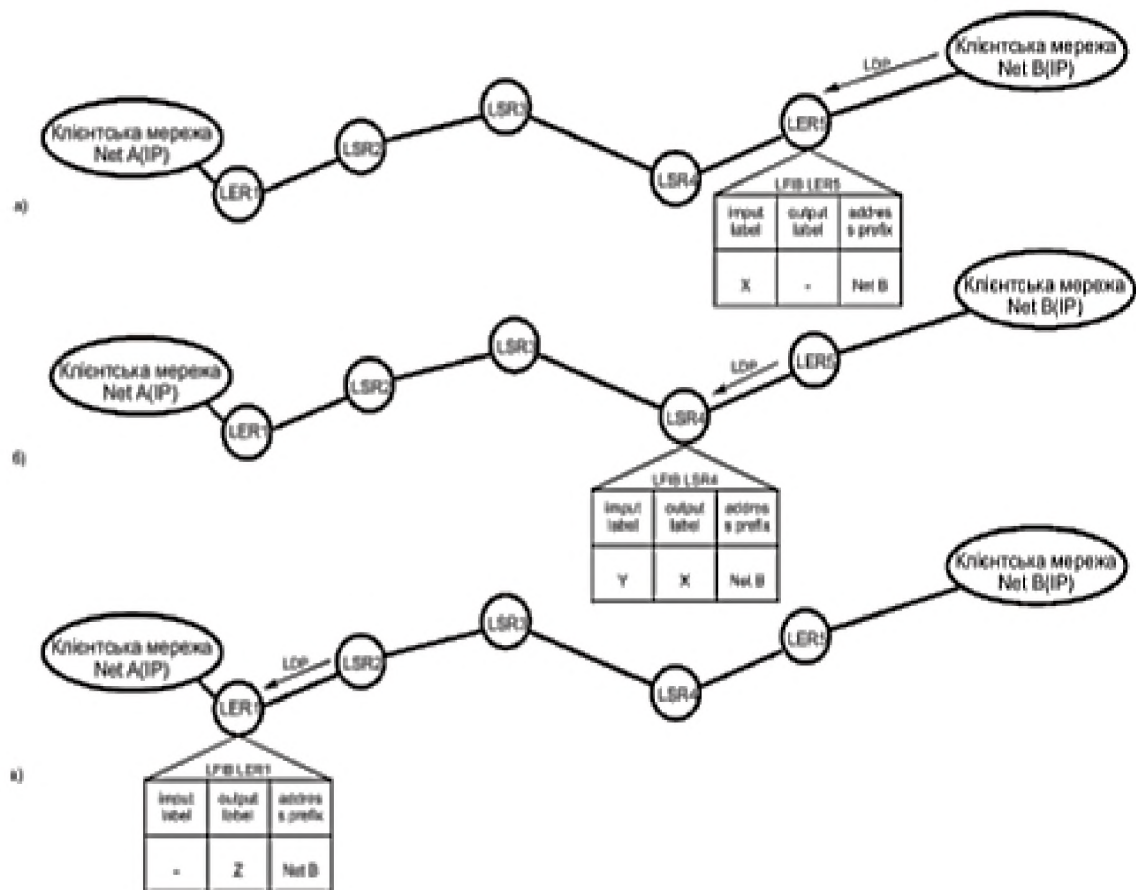 Клієнтська мережа
Net B(IP)
LDP
LSR3
LER5
Клієнтська мережа
Net A(IP)
LSR2
LSR4
LER1
а)
LFIB LER5
imput
label
output
label
addres
s prefix
X
-
Net B
Клієнтська мережа
Net B(IP)
LSR3
LDP
LER5
Клієнтська мережа
Net A(IP)
LSR2
LSR4
LER1
б)
LFIB LSR4
imput
label
output
label
addres
s prefix
Y
X
Net B
Клієнтська мережа
Net B(IP)
LSR3
LER5
Клієнтська мережа
Net A(IP)
LDP
LSR2
LSR4
LER1
в)
LFIB LER1
imput
label
output
label
addres
s prefix
-
Z
Net B